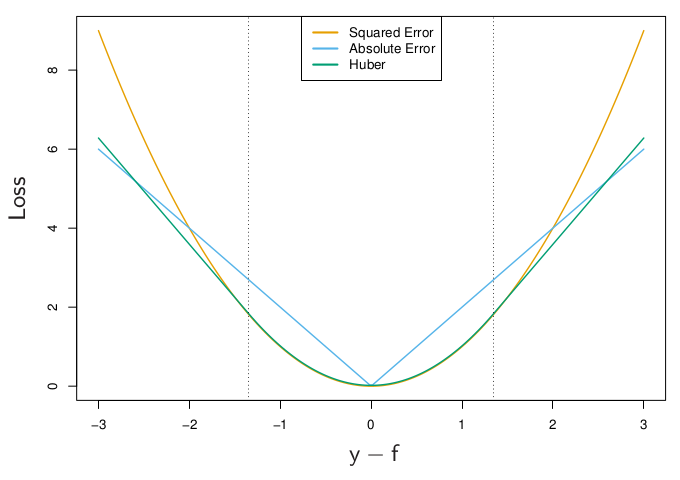 Squared Error
Absolute Error
Huber
Loss
8
6
4
2
0
−3 −2 −1 0 1 2 3
y − f